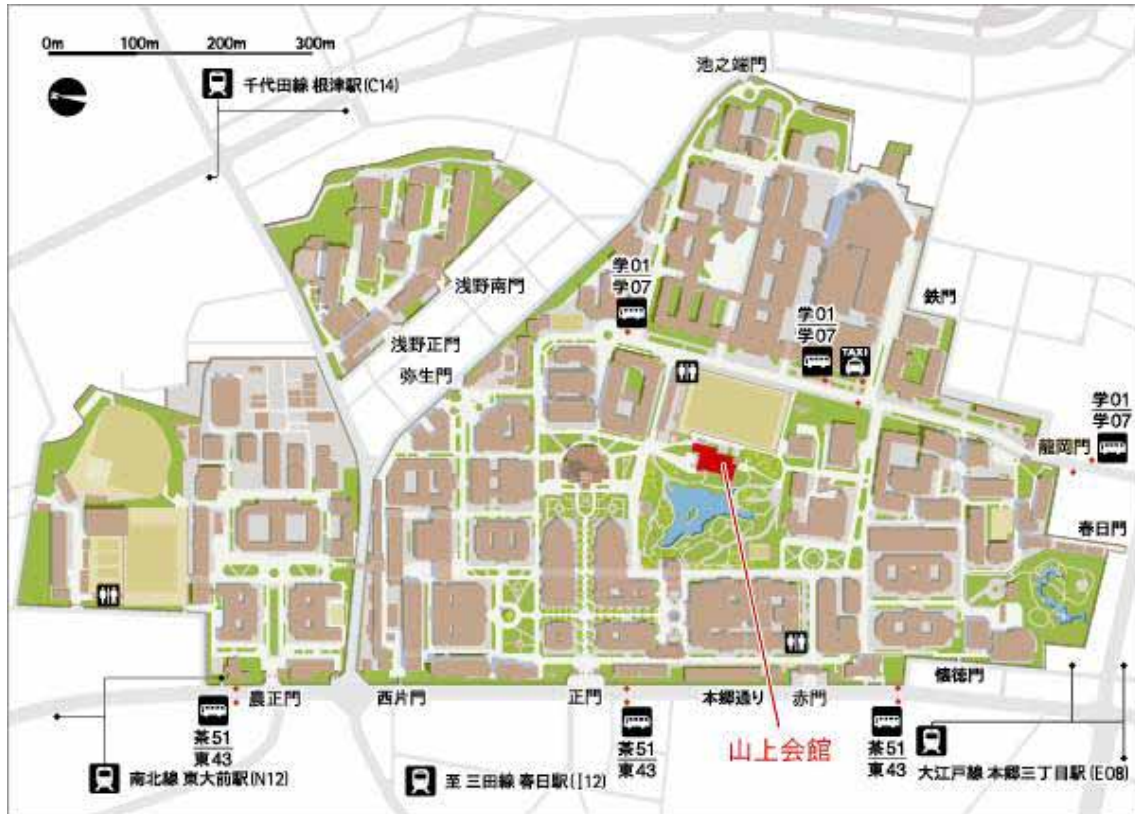 0m 100m 200m 300m
千代田線 根津駅(C14)
池之端門
浅野南門
学01
学07
学01
学07
TAXI
鉄門
浅野正門
弥生門
学01
学07
龍岡門
春日門
懐徳門
農正門
西片門
正門
本郷通り
赤門
茶51
東43
茶51
東43
茶51
東43
山上会館
南北線 東大前駅(N12)
至 三田線 春日駅(I12)
大江戸線 本郷三丁目駅(E08)